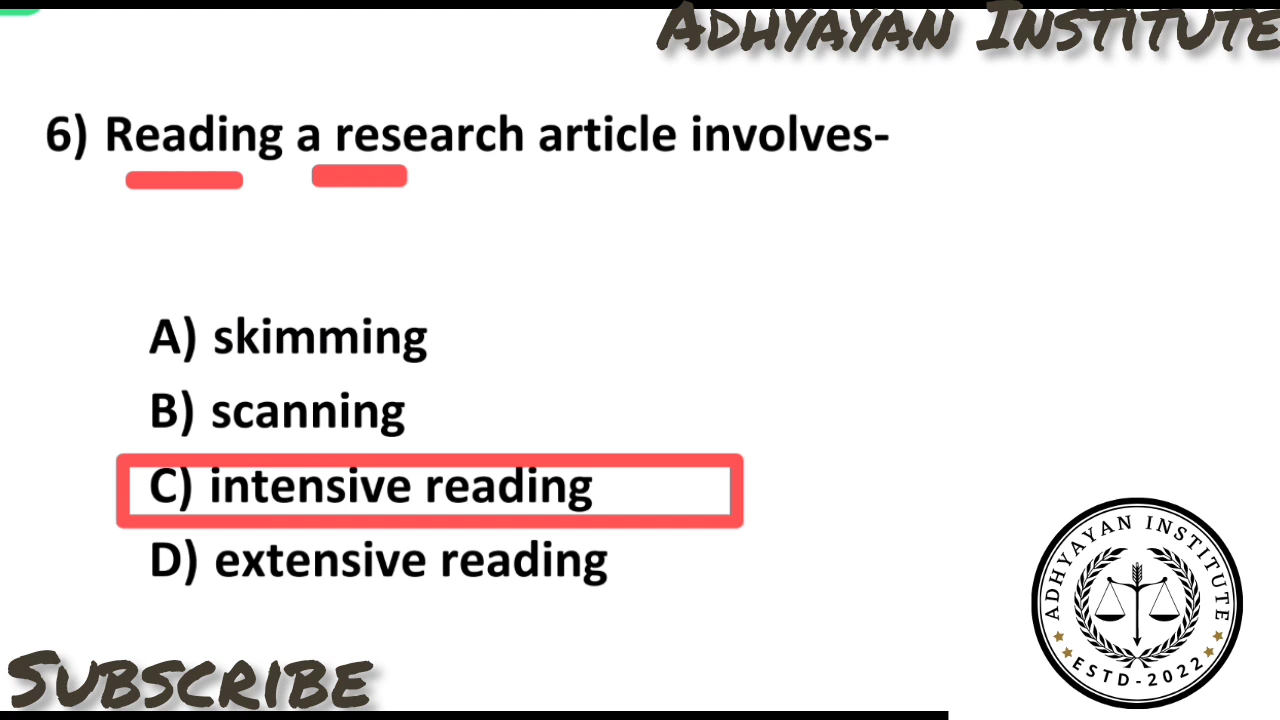 Adhyayan Institute
6) Reading a research article involves-
A) skimming
B) scanning
C) intensive reading
D) extensive reading
ADHYAYAN INSTITUTE
ESTD-2022
Subscribe